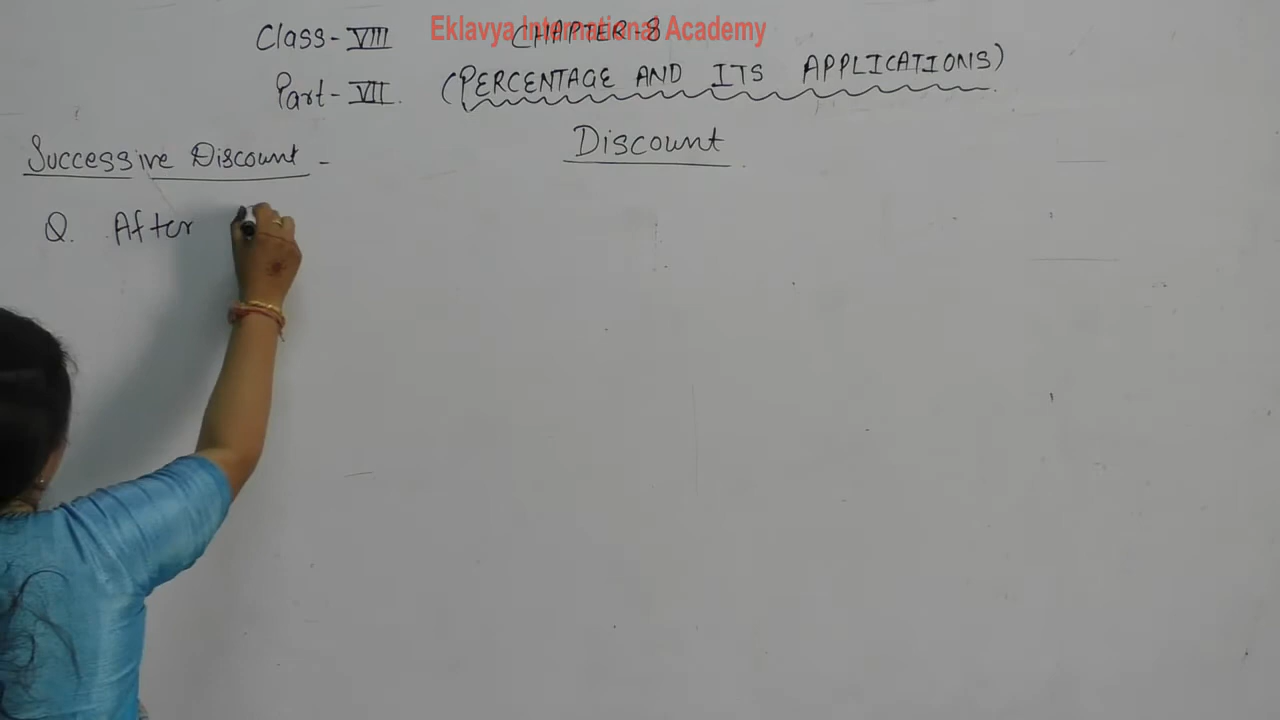 Eklavya International Academy
Class-VIII CHAPTER-8
Part-VII. (PERCENTAGE AND ITS APPLICATIONS)
Discount
Successive Discount -
Q. After